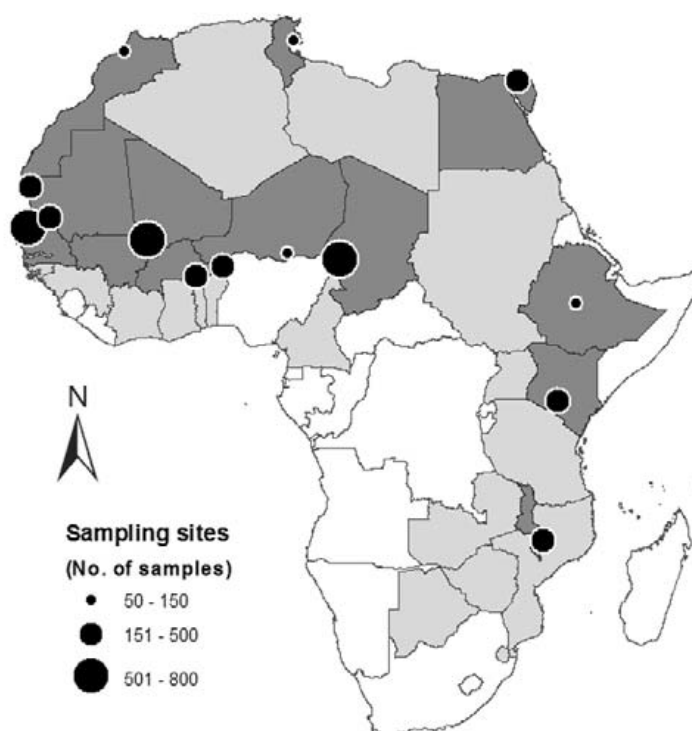 N
Sampling sites
(No. of samples)
50 - 150
151 - 500
501 - 800